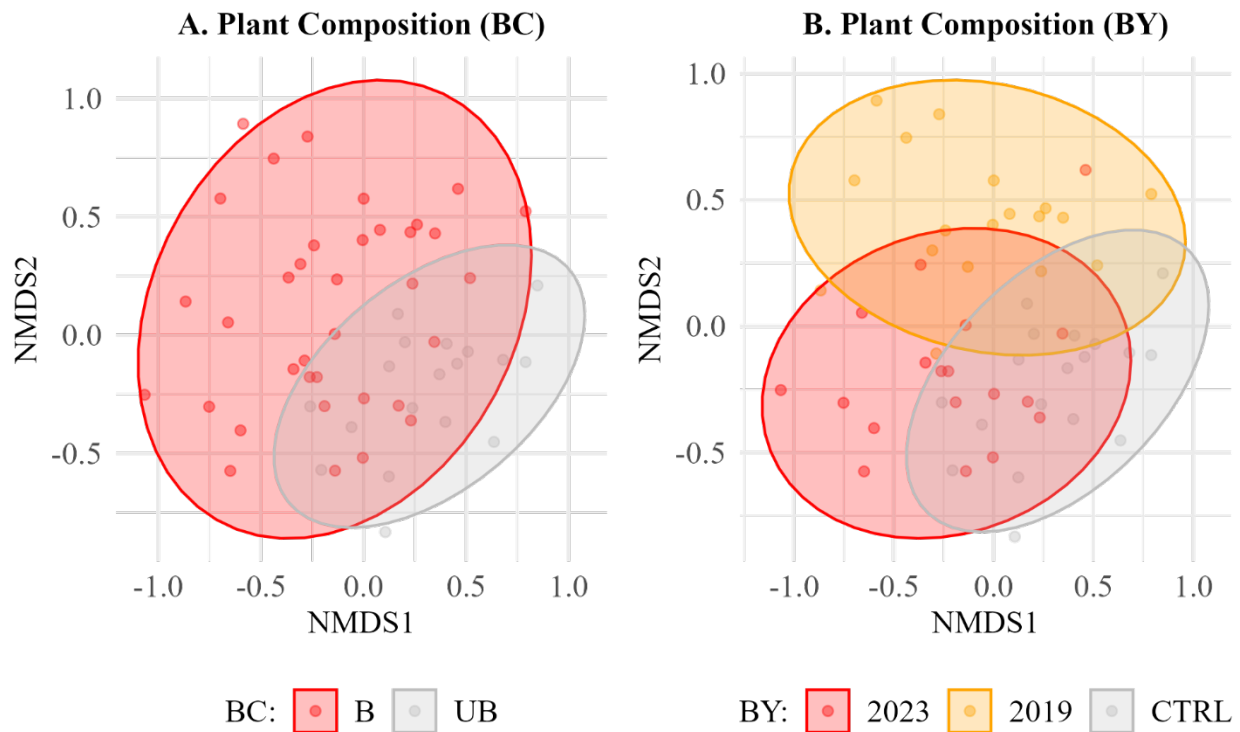 A. Plant Composition (BC)
NMDS2
1.0
0.5
0.0
-0.5
-1.0 -0.5 0.0 0.5 1.0
NMDS1
BC: B UB
B. Plant Composition (BY)
NMDS2
1.0
0.5
0.0
-0.5
-1.0 -0.5 0.0 0.5 1.0
NMDS1
BY: 2023 2019 CTRL